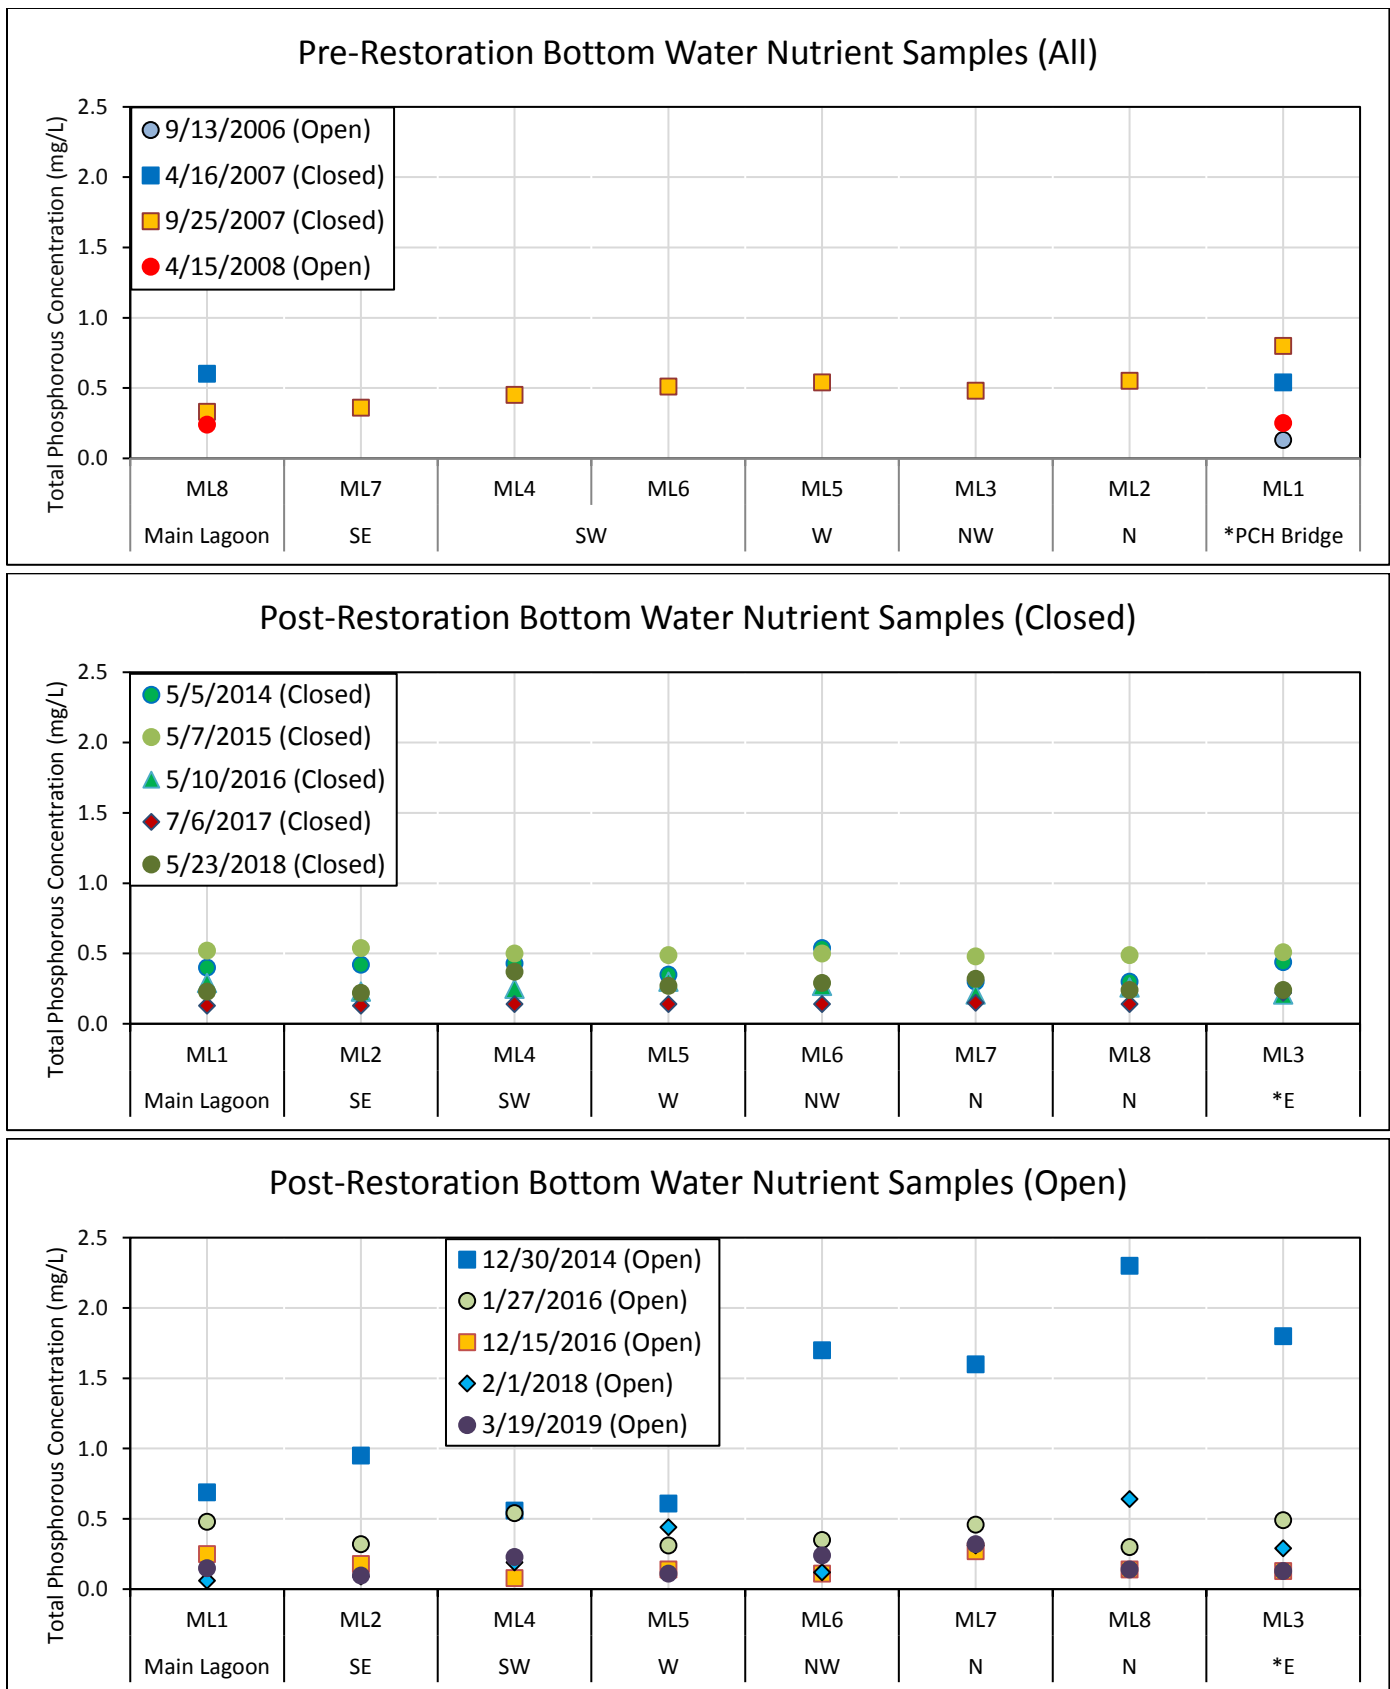 Pre-Restoration Bottom Water Nutrient Samples (All)
Total Phosphorous Concentration (mg/L)
2.5
2.0
1.5
1.0
0.5
0.0
9/13/2006 (Open)
4/16/2007 (Closed)
9/25/2007 (Closed)
4/15/2008 (Open)
ML8 ML7 ML4 ML6 ML5 ML3 ML2 ML1
Main Lagoon SE SW W NW N *PCH Bridge
Post-Restoration Bottom Water Nutrient Samples (Closed)
Total Phosphorous Concentration (mg/L)
2.5
2.0
1.5
1.0
0.5
0.0
5/5/2014 (Closed)
5/7/2015 (Closed)
5/10/2016 (Closed)
7/6/2017 (Closed)
5/23/2018 (Closed)
ML1 ML2 ML4 ML5 ML6 ML7 ML8 ML3
Main Lagoon SE SW W NW N N *E
Post-Restoration Bottom Water Nutrient Samples (Open)
Total Phosphorous Concentration (mg/L)
2.5
2.0
1.5
1.0
0.5
0.0
12/30/2014 (Open)
1/27/2016 (Open)
12/15/2016 (Open)
2/1/2018 (Open)
3/19/2019 (Open)
ML1 ML2 ML4 ML5 ML6 ML7 ML8 ML3
Main Lagoon SE SW W NW N N *E